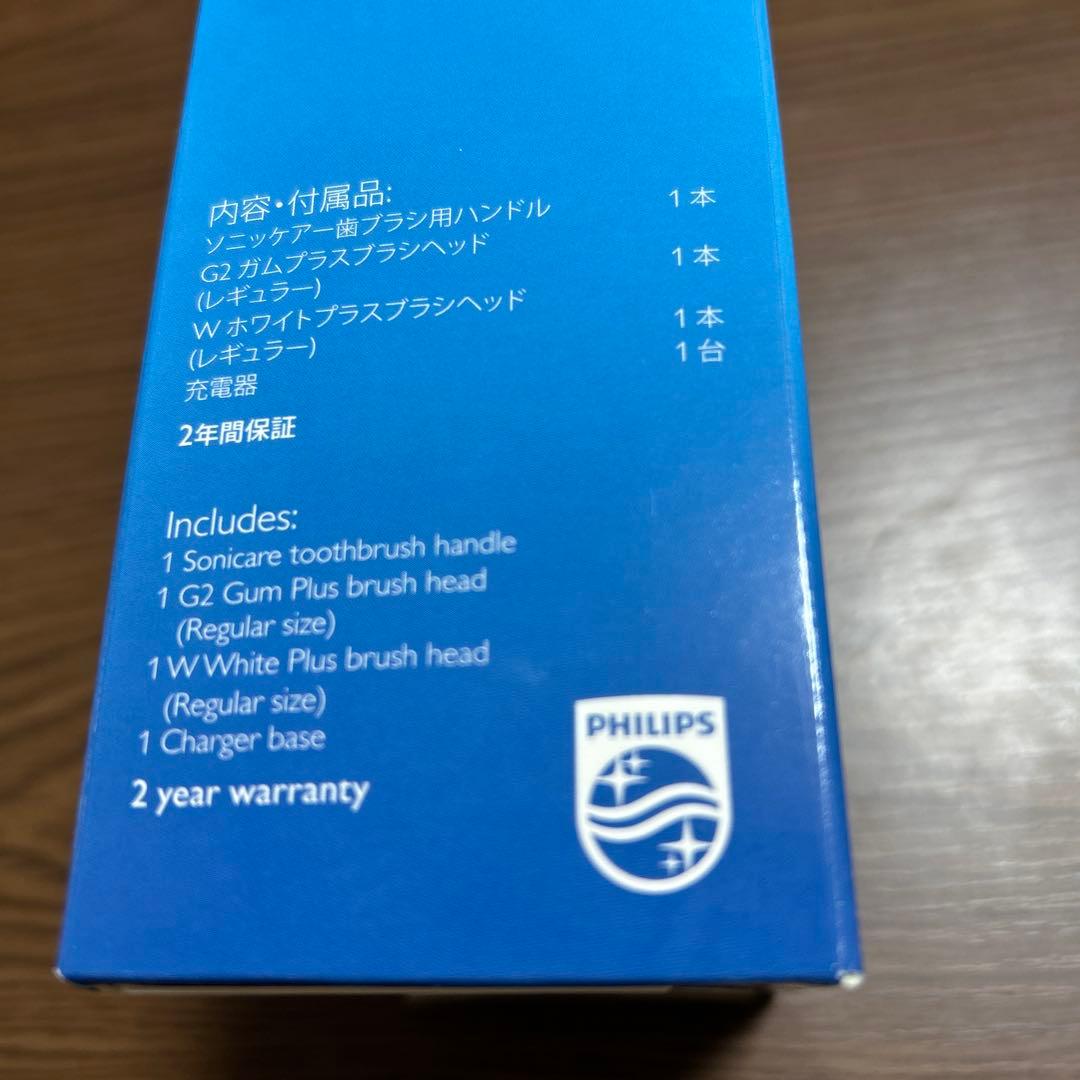 内容・付属品:
ソニッケアー歯ブラシ用ハンドル 1本
G2 ガムプラスブラシヘッド
(レギュラー) 1本
W ホワイトプラスブラシヘッド
(レギュラー) 1本
充電器 1台
2年間保証
Includes:
1 Sonicare toothbrush handle
1 G2 Gum Plus brush head
(Regular size)
1 W White Plus brush head
(Regular size)
1 Charger base
2 year warranty
PHILIPS